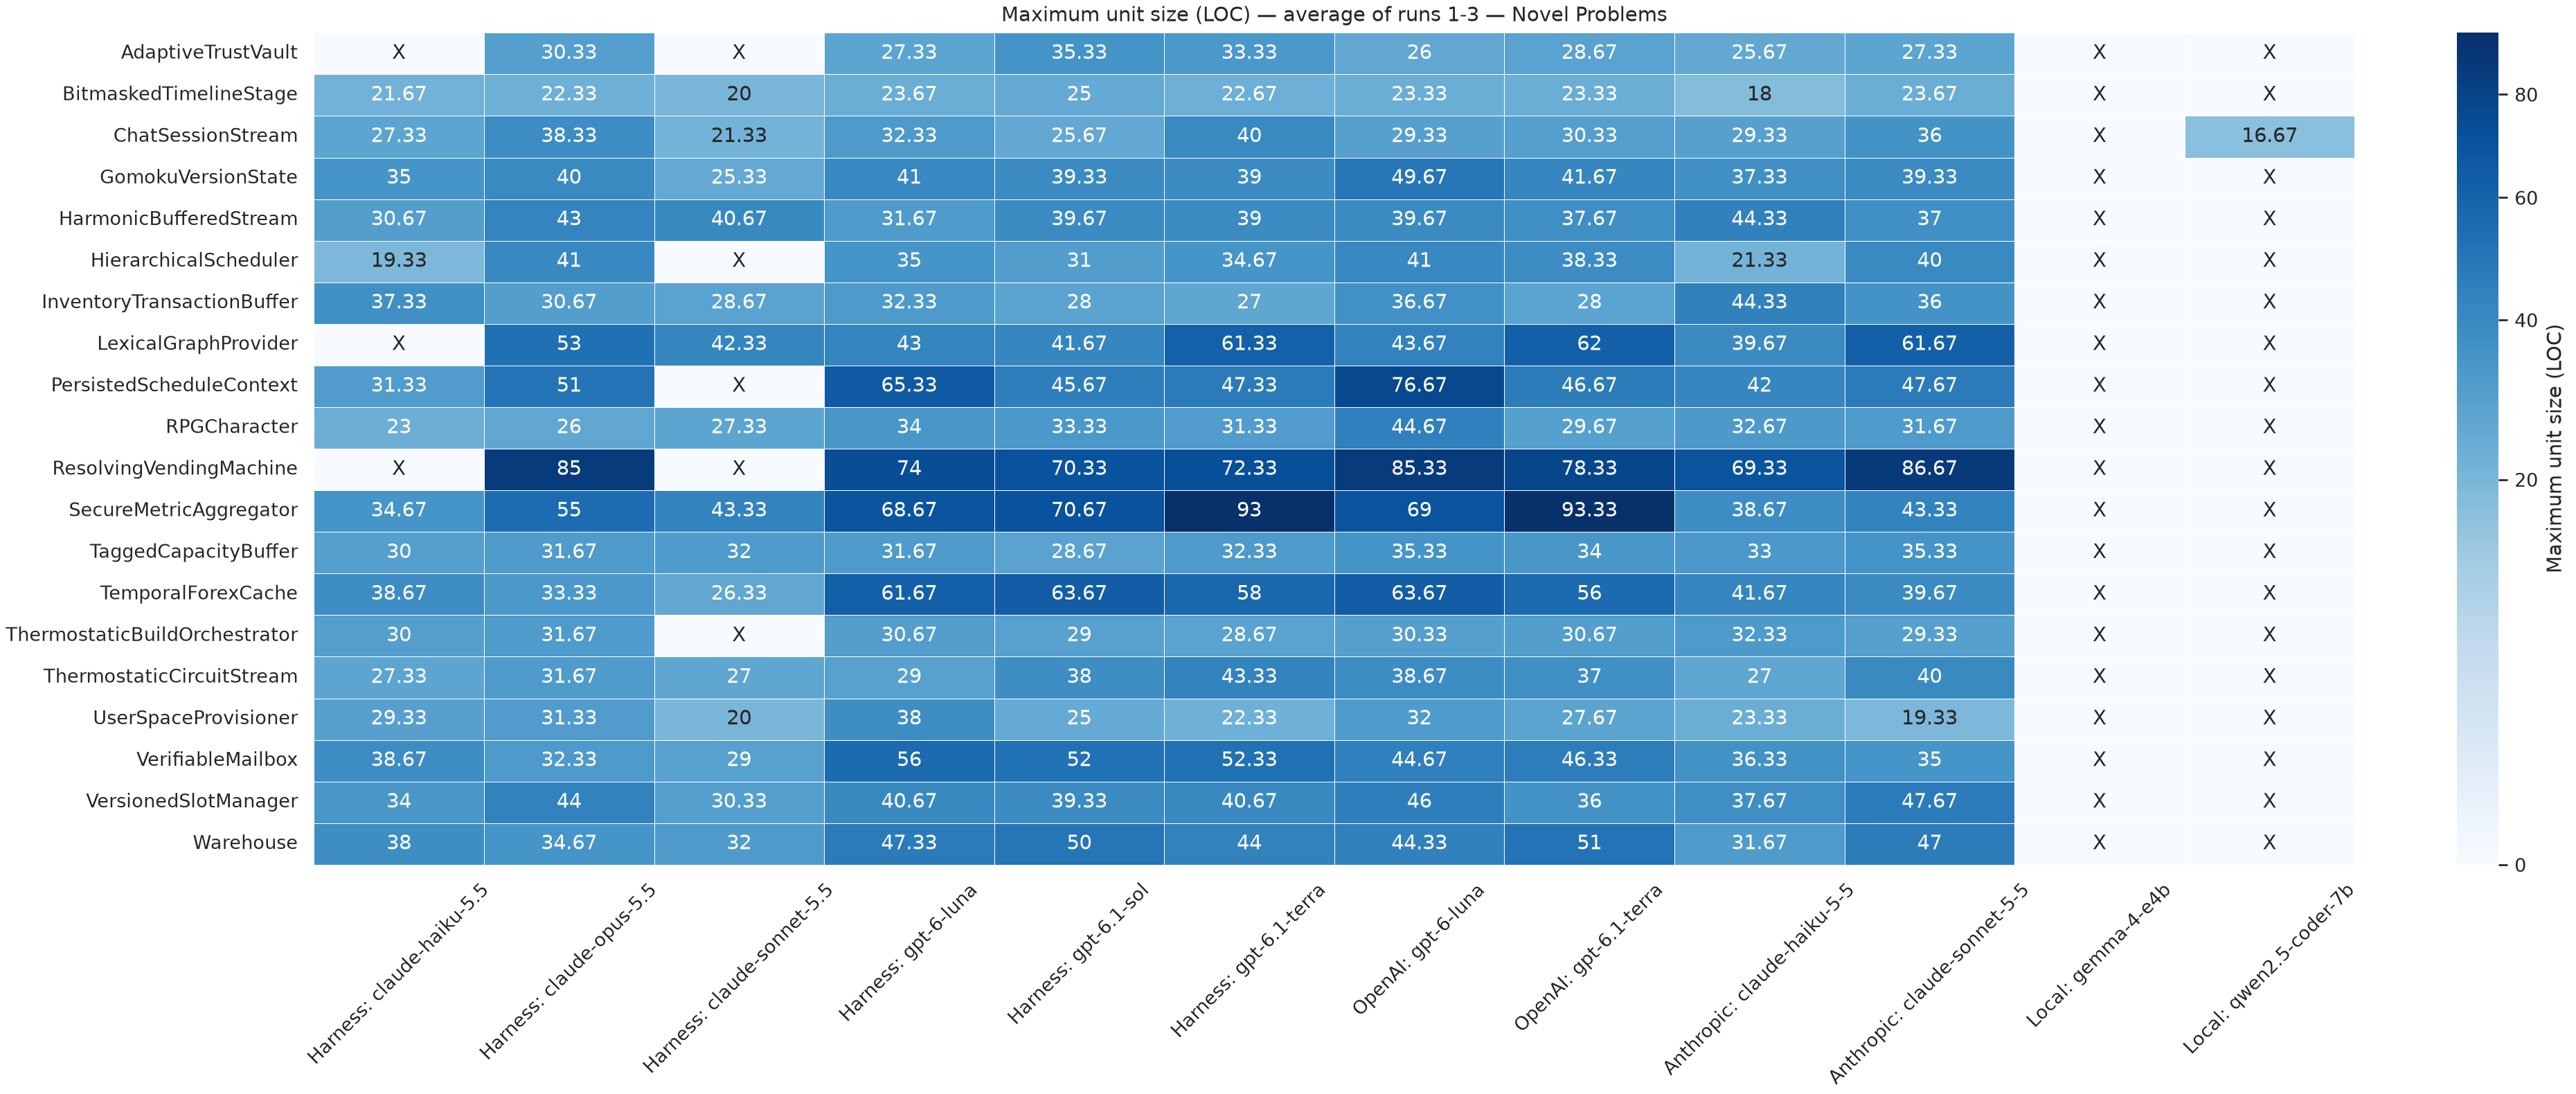 Maximum unit size (LOC) — average of runs 1-3 — Novel Problems
AdaptiveTrustVault X 30.33 X 27.33 35.33 33.33 26 28.67 25.67 27.33 X X
BitmaskedTimelineStage 21.67 22.33 20 23.67 25 22.67 23.33 23.33 18 23.67 X X
ChatSessionStream 27.33 38.33 21.33 32.33 25.67 40 29.33 30.33 29.33 36 X 16.67
GomokuVersionState 35 40 25.33 41 39.33 39 49.67 41.67 37.33 39.33 X X
HarmonicBufferedStream 30.67 43 40.67 31.67 39.67 39 39.67 37.67 44.33 37 X X
HierarchicalScheduler 19.33 41 X 35 31 34.67 41 38.33 21.33 40 X X
InventoryTransactionBuffer 37.33 30.67 28.67 32.33 28 27 36.67 28 44.33 36 X X
LexicalGraphProvider X 53 42.33 43 41.67 61.33 43.67 62 39.67 61.67 X X
PersistedScheduleContext 31.33 51 X 65.33 45.67 47.33 76.67 46.67 42 47.67 X X
RPGCharacter 23 26 27.33 34 33.33 31.33 44.67 29.67 32.67 31.67 X X
ResolvingVendingMachine X 85 X 74 70.33 72.33 85.33 78.33 69.33 86.67 X X
SecureMetricAggregator 34.67 55 43.33 68.67 70.67 93 69 93.33 38.67 43.33 X X
TaggedCapacityBuffer 30 31.67 32 31.67 28.67 32.33 35.33 34 33 35.33 X X
TemporalForexCache 38.67 33.33 26.33 61.67 63.67 58 63.67 56 41.67 39.67 X X
ThermostaticBuildOrchestrator 30 31.67 X 30.67 29 28.67 30.33 30.67 32.33 29.33 X X
ThermostaticCircuitStream 27.33 31.67 27 29 38 43.33 38.67 37 27 40 X X
UserSpaceProvisioner 29.33 31.33 20 38 25 22.33 32 27.67 23.33 19.33 X X
VerifiableMailbox 38.67 32.33 29 56 52 52.33 44.67 46.33 36.33 35 X X
VersionedSlotManager 34 44 30.33 40.67 39.33 40.67 46 36 37.67 47.67 X X
Warehouse 38 34.67 32 47.33 50 44 44.33 51 31.67 47 X X
Harness: claude-haiku-5.5
Harness: claude-opus-5.5
Harness: claude-sonnet-5.5
Harness: gpt-6-luna
Harness: gpt-6.1-sol
Harness: gpt-6.1-terra
OpenAI: gpt-6-luna
OpenAI: gpt-6.1-terra
Anthropic: claude-haiku-5-5
Anthropic: claude-sonnet-5-5
Local: gemma-4-e4b
Local: qwen2.5-coder-7b
80
60
40
20
0
Maximum unit size (LOC)